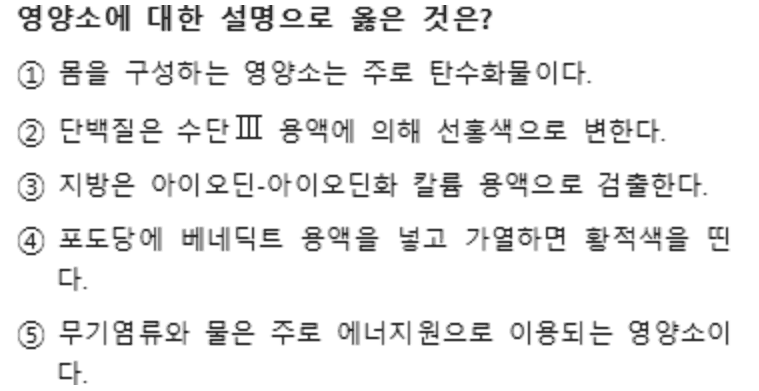 영양소에 대한 설명으로 옳은 것은?
① 몸을 구성하는 영양소는 주로 탄수화물이다.
② 단백질은 수단Ⅲ 용액에 의해 선홍색으로 변한다.
③ 지방은 아이오딘-아이오딘화 칼륨 용액으로 검출한다.
④ 포도당에 베네딕트 용액을 넣고 가열하면 황적색을 띤
다.
⑤ 무기염류와 물은 주로 에너지원으로 이용되는 영양소이
다.